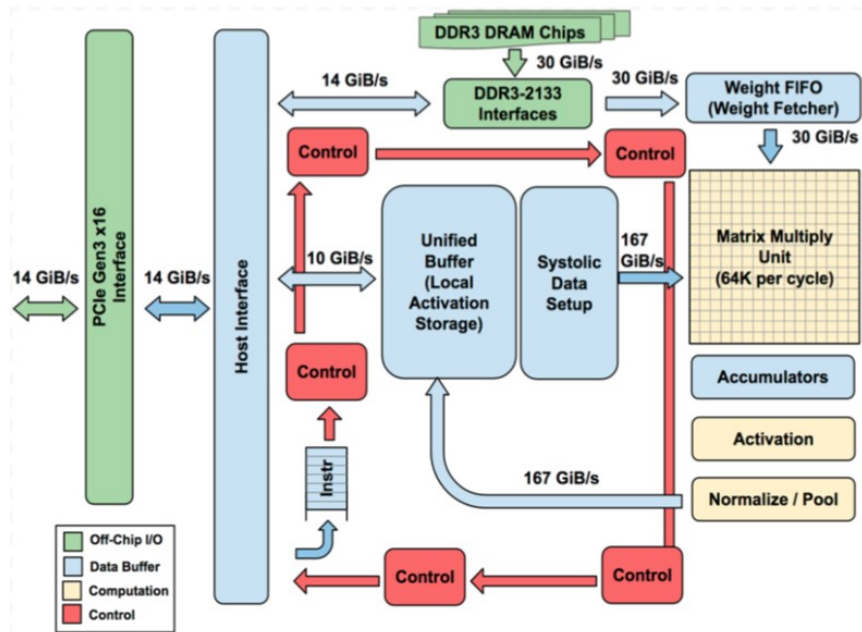 DDR3 DRAM Chips
30 GiB/s
14 GiB/s
DDR3-2133
Interfaces
30 GiB/s
Weight FIFO
(Weight Fetcher)
30 GiB/s
Control
Control
PCIe Gen3 x16
Interface
Host Interface
14 GiB/s
14 GiB/s
10 GiB/s
Unified
Buffer
(Local
Activation
Storage)
Systolic
Data
Setup
167
GiB/s
Matrix Multiply
Unit
(64K per cycle)
Control
Accumulators
Activation
Instr
167 GiB/s
Normalize / Pool
Control
Control
Off-Chip I/O
Data Buffer
Computation
Control